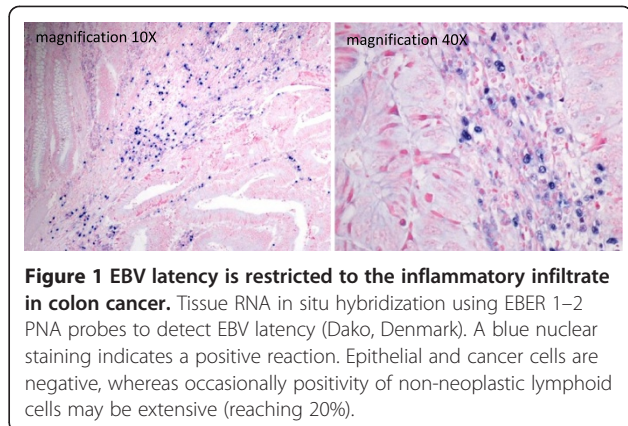 magnification 10X
magnification 40X
Figure 1 EBV latency is restricted to the inflammatory infiltrate
in colon cancer. Tissue RNA in situ hybridization using EBER 1–2
PNA probes to detect EBV latency (Dako, Denmark). A blue nuclear
staining indicates a positive reaction. Epithelial and cancer cells are
negative, whereas occasionally positivity of non-neoplastic lymphoid
cells may be extensive (reaching 20%).